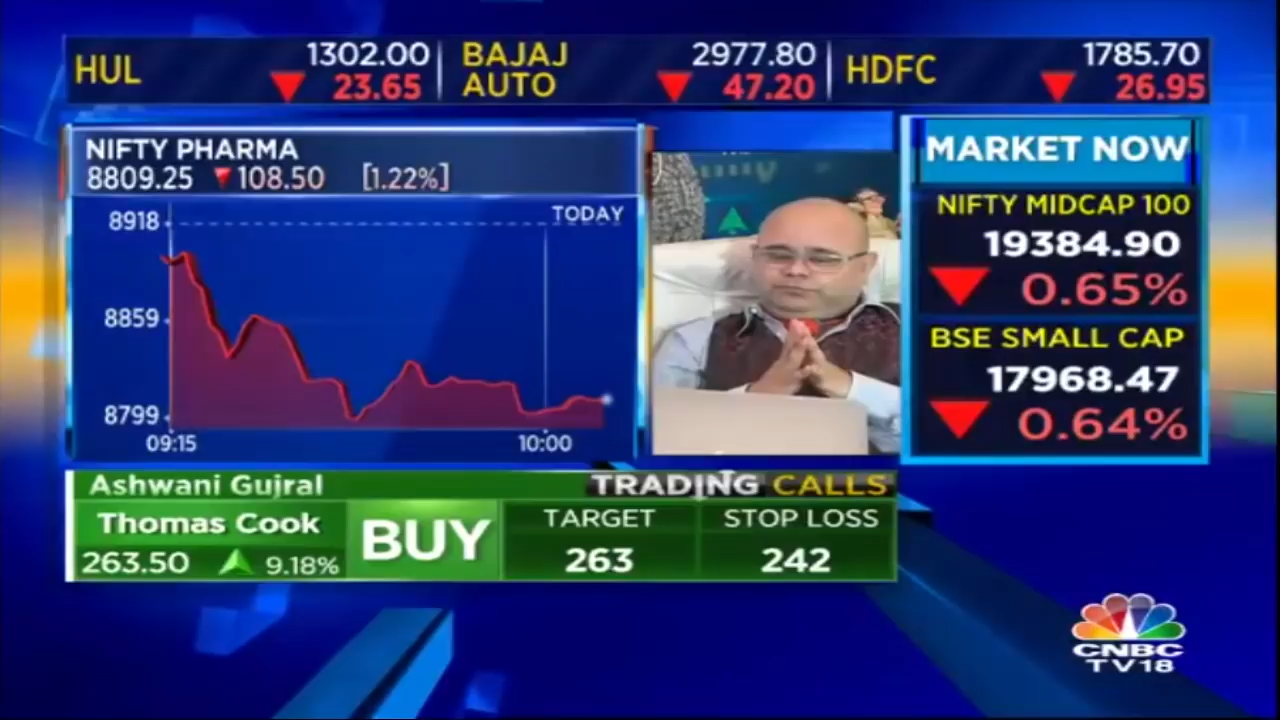 HUL
1302.00
▼ 23.65
BAJAJ
AUTO
2977.80
▼ 47.20
HDFC
1785.70
▼ 26.95
NIFTY PHARMA
8809.25 ▼108.50 [1.22%]
TODAY
8918
8859
8799
09:15
10:00
MARKET NOW
NIFTY MIDCAP 100
19384.90
▼ 0.65%
BSE SMALL CAP
17968.47
▼ 0.64%
Ashwani Gujral
TRADING CALLS
Thomas Cook
263.50 ▲ 9.18%
BUY
TARGET
263
STOP LOSS
242
CNBC
TV18